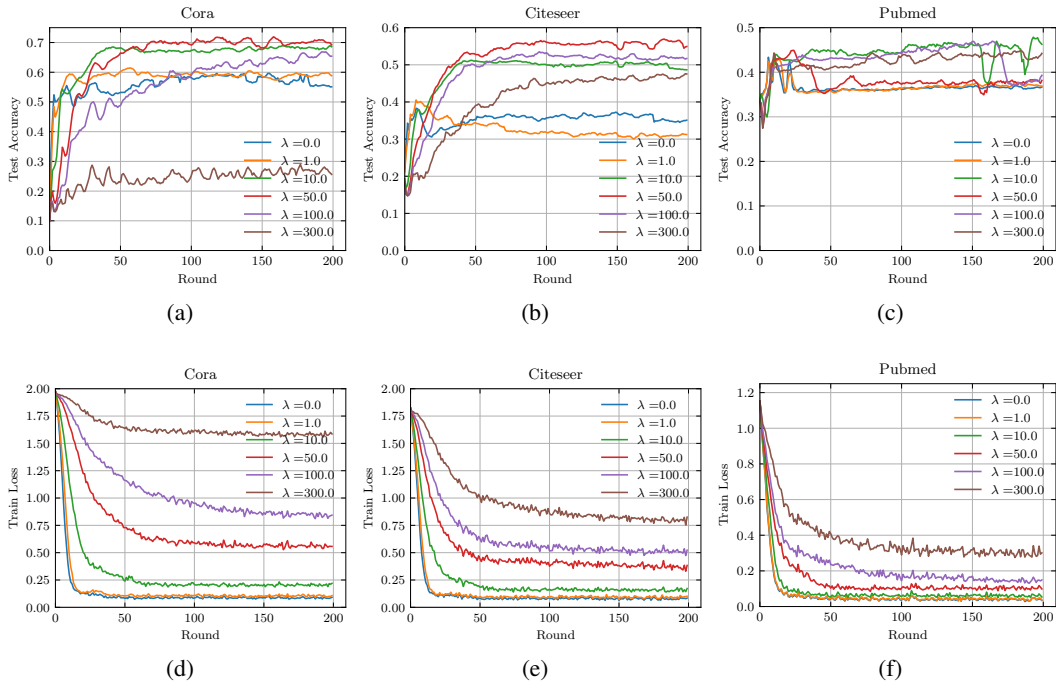 Cora
Test Accuracy
0.7
0.6
0.5
0.4
0.3
0.2
0.1
0.0
λ =0.0
λ =1.0
λ =10.0
λ =50.0
λ =100.0
λ =300.0
0 50 100 150 200
Round
(a)
Citeseer
Test Accuracy
0.6
0.5
0.4
0.3
0.2
0.1
0.0
λ =0.0
λ =1.0
λ =10.0
λ =50.0
λ =100.0
λ =300.0
0 50 100 150 200
Round
(b)
Pubmed
Test Accuracy
0.5
0.4
0.3
0.2
0.1
0.0
λ =0.0
λ =1.0
λ =10.0
λ =50.0
λ =100.0
λ =300.0
0 50 100 150 200
Round
(c)
Cora
Train Loss
2.00
1.75
1.50
1.25
1.00
0.75
0.50
0.25
0.00
λ =0.0
λ =1.0
λ =10.0
λ =50.0
λ =100.0
λ =300.0
0 50 100 150 200
Round
(d)
Citeseer
Train Loss
2.00
1.75
1.50
1.25
1.00
0.75
0.50
0.25
0.00
λ =0.0
λ =1.0
λ =10.0
λ =50.0
λ =100.0
λ =300.0
0 50 100 150 200
Round
(e)
Pubmed
Train Loss
1.2
1.0
0.8
0.6
0.4
0.2
0.0
λ =0.0
λ =1.0
λ =10.0
λ =50.0
λ =100.0
λ =300.0
0 50 100 150 200
Round
(f)